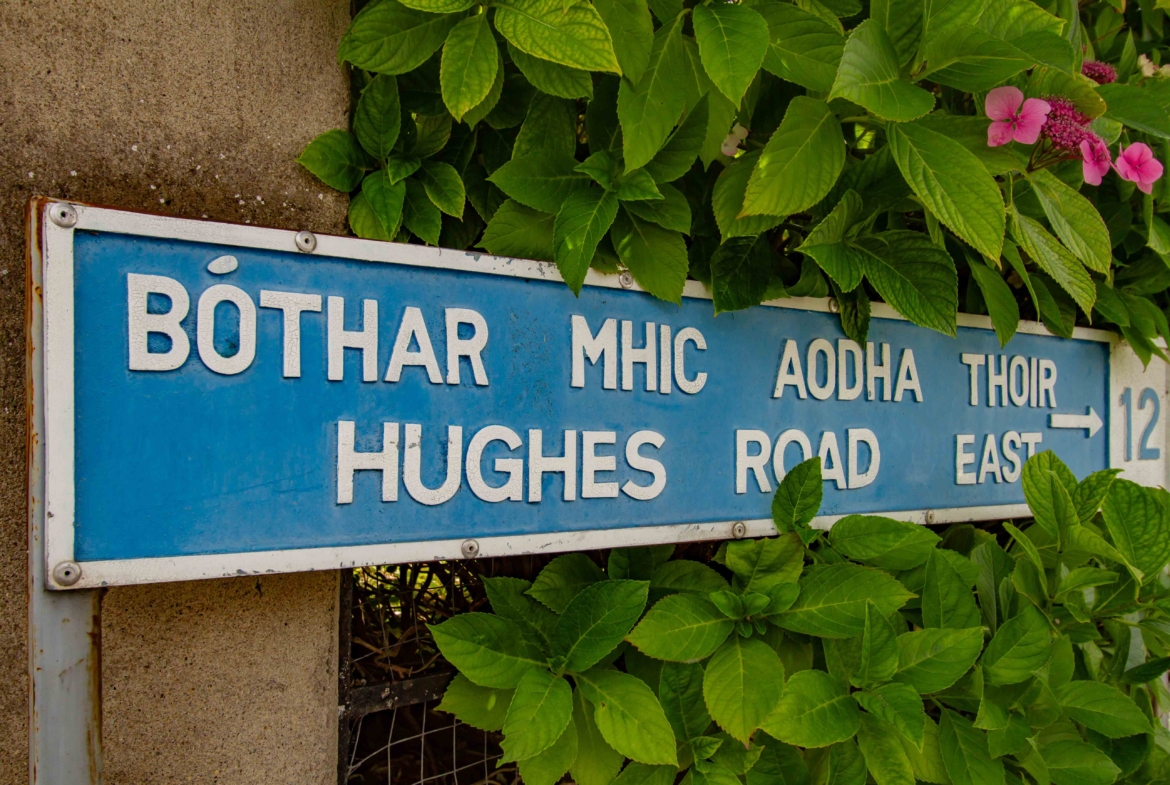 BÓTHAR MHIC AODHA THOIR
HUGHES ROAD EAST → 12